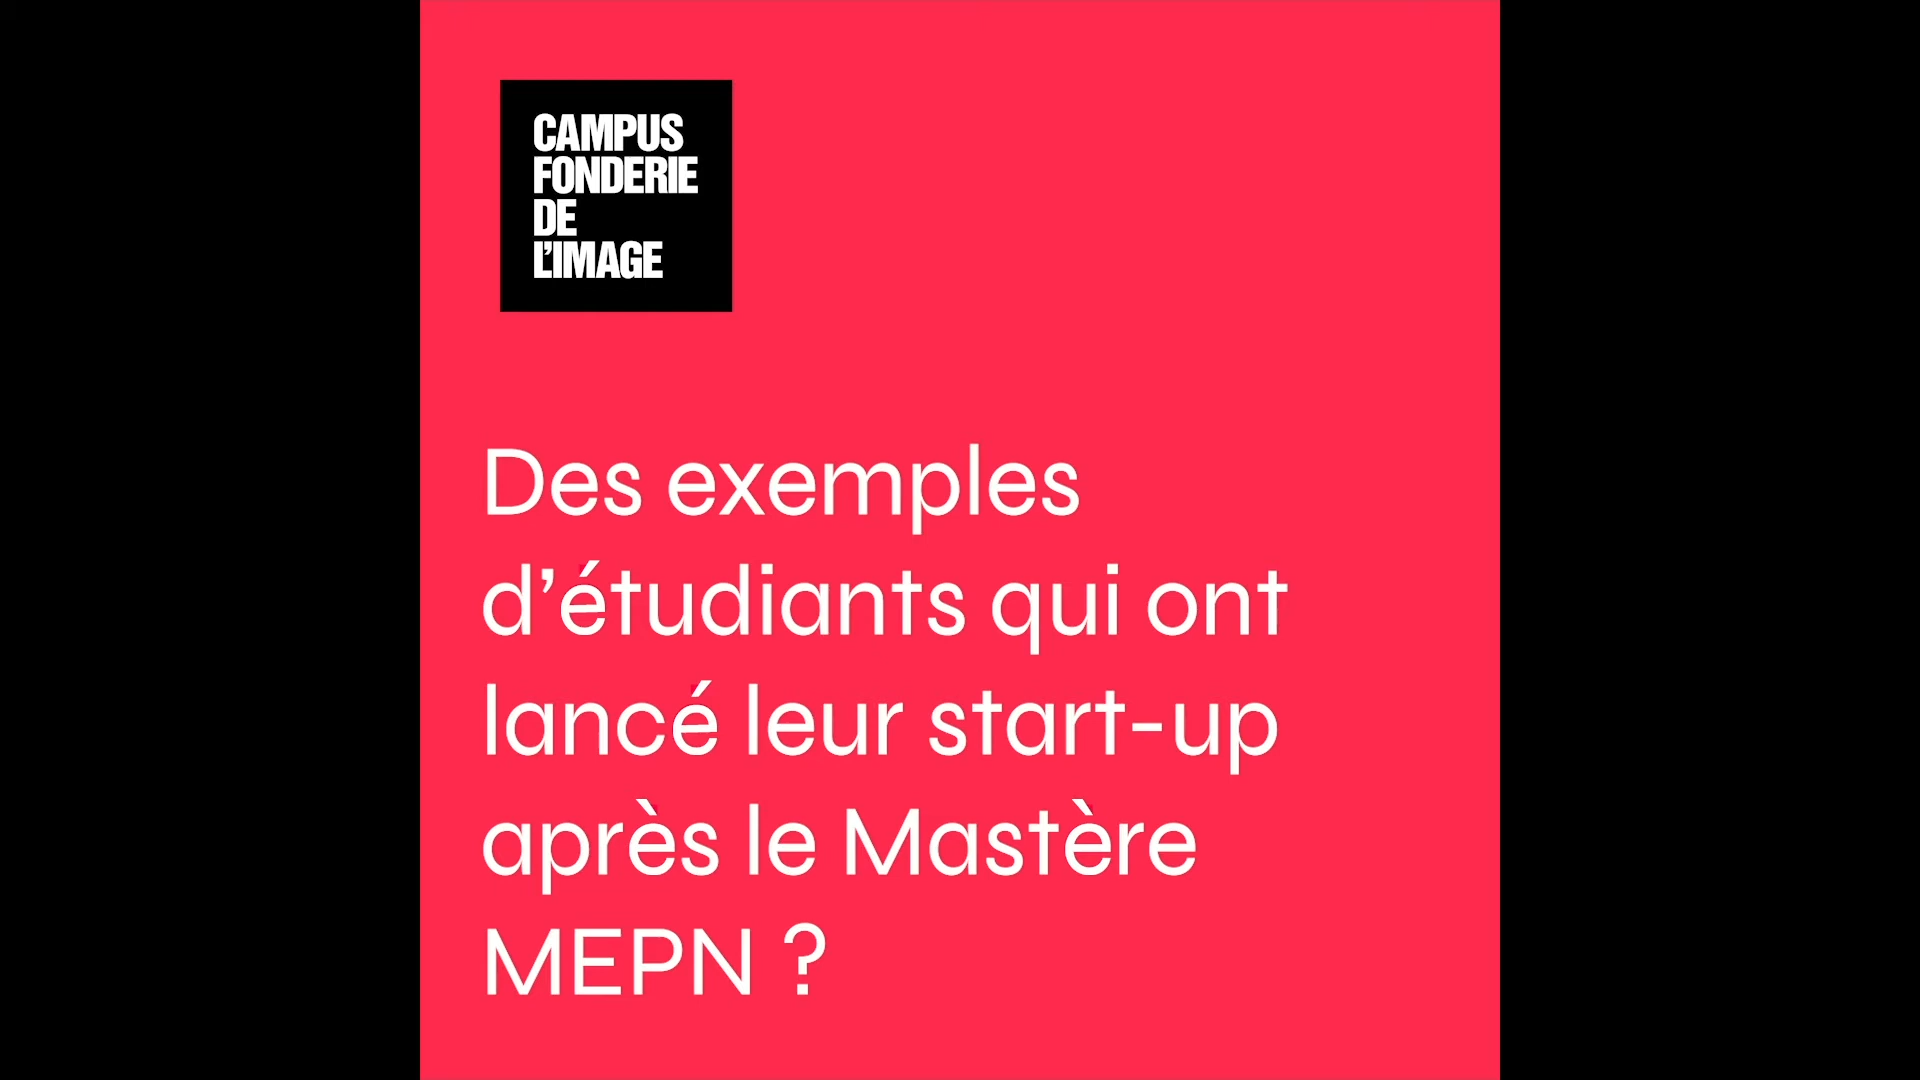 CAMPUS
FONDERIE
DE
L'IMAGE
Des exemples
d’étudiants qui ont
lancé leur start-up
après le Mastère
MEPN ?